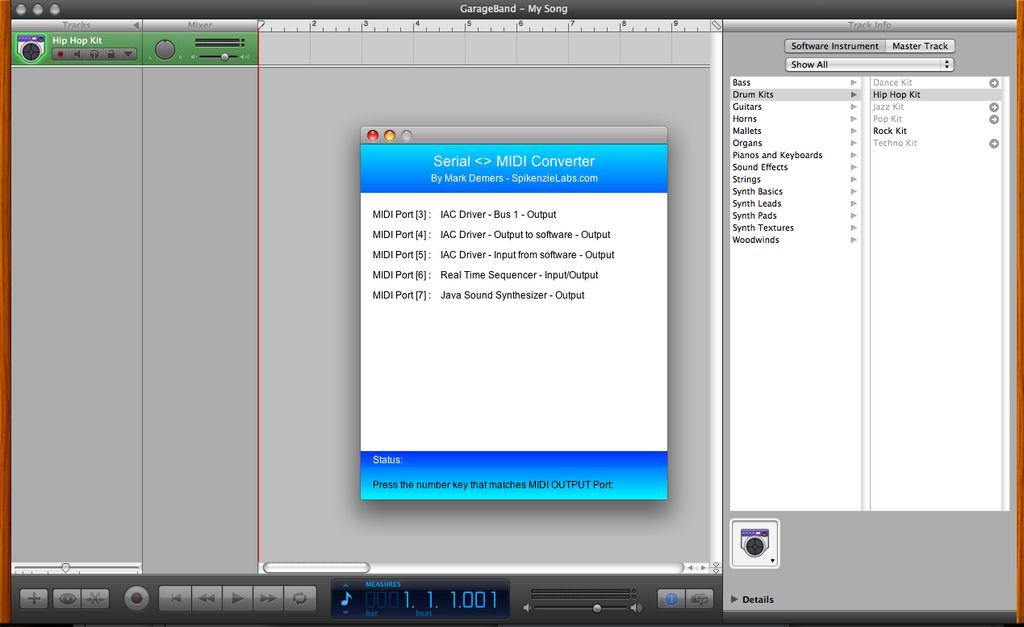 GarageBand – My Song
Tracks
Mixer
Track Info
2 3 4 5 6 7 8 9
Hip Hop Kit
L R
Software Instrument Master Track
Show All
Bass
Drum Kits
Guitars
Horns
Mallets
Organs
Pianos and Keyboards
Sound Effects
Strings
Synth Basics
Synth Leads
Synth Pads
Synth Textures
Woodwinds
Dance Kit
Hip Hop Kit
Jazz Kit
Pop Kit
Rock Kit
Techno Kit
Serial <> MIDI Converter
By Mark Demers - SpikenzieLabs.com
MIDI Port [3] : IAC Driver - Bus 1 - Output
MIDI Port [4] : IAC Driver - Output to software - Output
MIDI Port [5] : IAC Driver - Input from software - Output
MIDI Port [6] : Real Time Sequencer - Input/Output
MIDI Port [7] : Java Sound Synthesizer - Output
Status:
Press the number key that matches MIDI OUTPUT Port:
MEASURES
0001. 1. 1.001
bar beat
Details